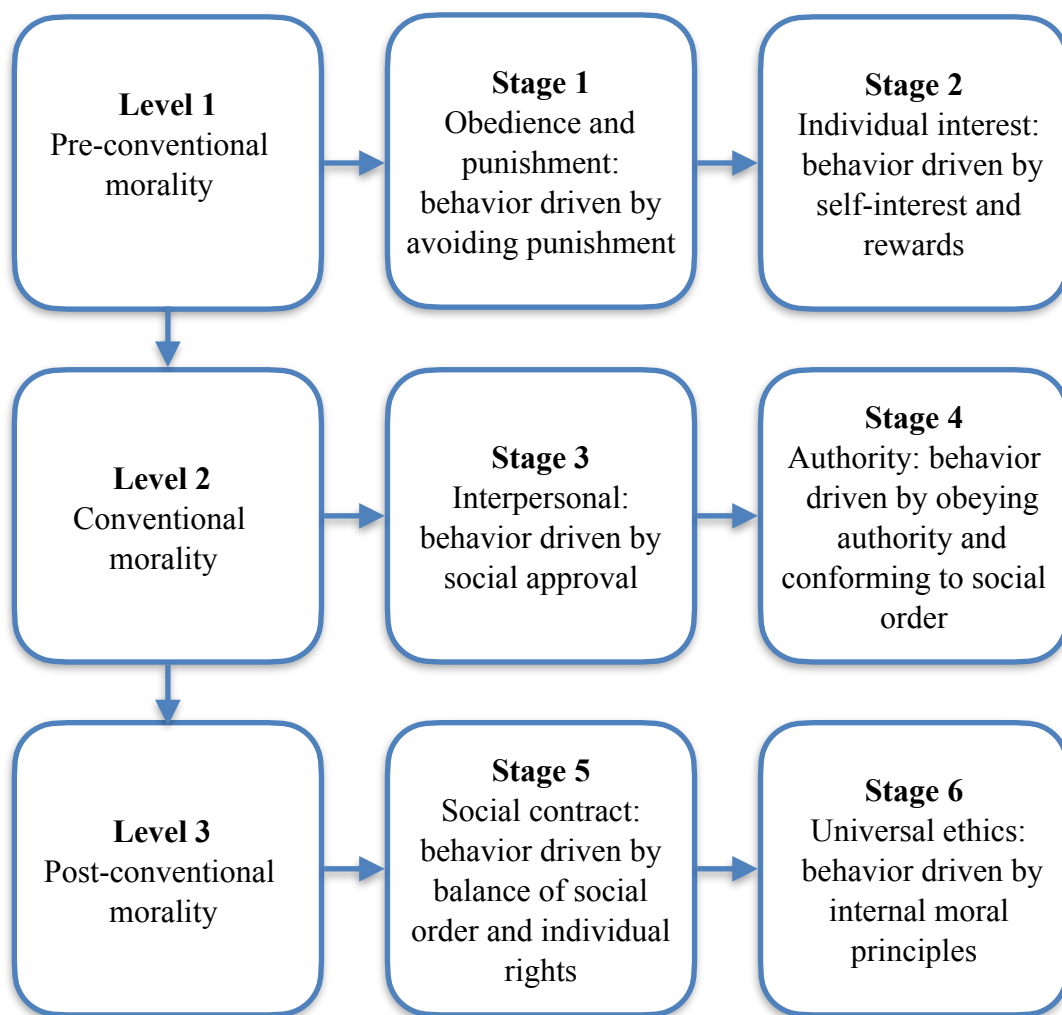 Level 1
Pre-conventional
morality
Stage 1
Obedience and
punishment:
behavior driven by
avoiding punishment
Stage 2
Individual interest:
behavior driven by
self-interest and
rewards
Level 2
Conventional
morality
Stage 3
Interpersonal:
behavior driven by
social approval
Stage 4
Authority: behavior
driven by obeying
authority and
conforming to social
order
Level 3
Post-conventional
morality
Stage 5
Social contract:
behavior driven by
balance of social
order and individual
rights
Stage 6
Universal ethics:
behavior driven by
internal moral
principles